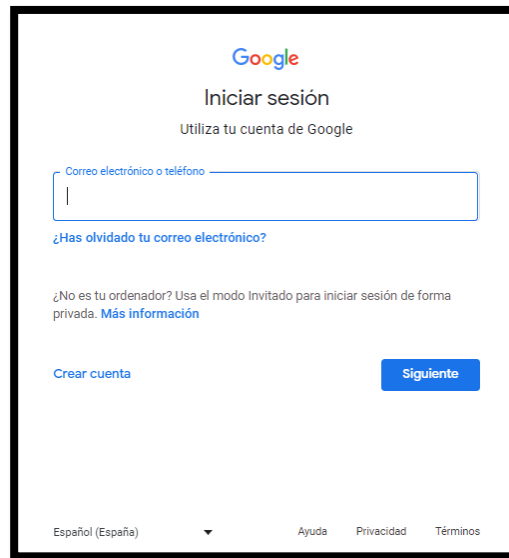 Google
Iniciar sesión
Utiliza tu cuenta de Google
Correo electrónico o teléfono
¿Has olvidado tu correo electrónico?
¿No es tu ordenador? Usa el modo Invitado para iniciar sesión de forma
privada. Más información
Crear cuenta Siguiente
Español (España) Ayuda Privacidad Términos